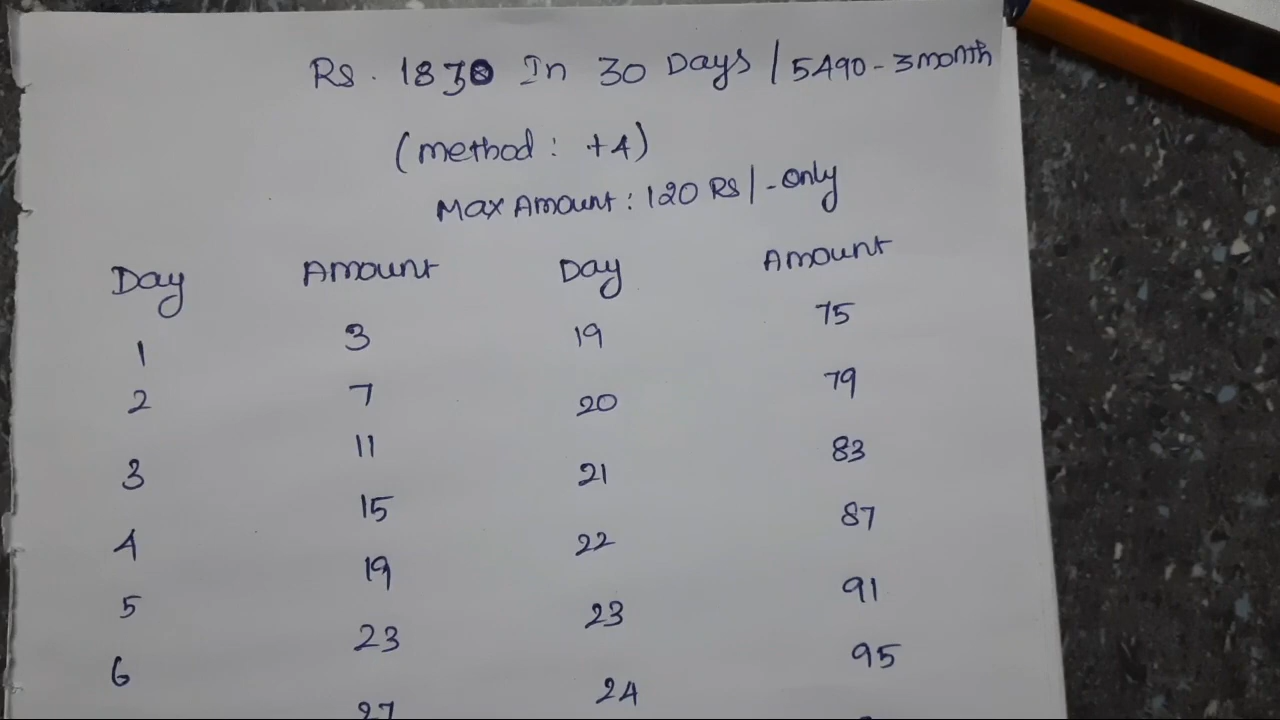 Rs. 1830 In 30 Days / 5490 - 3 month
(method : +4)
Max Amount : 120 Rs/- only
Day Amount Day Amount
1 3 19 75
2 7 20 79
3 11 21 83
4 15 22 87
5 19 23 91
6 23 24 95
27